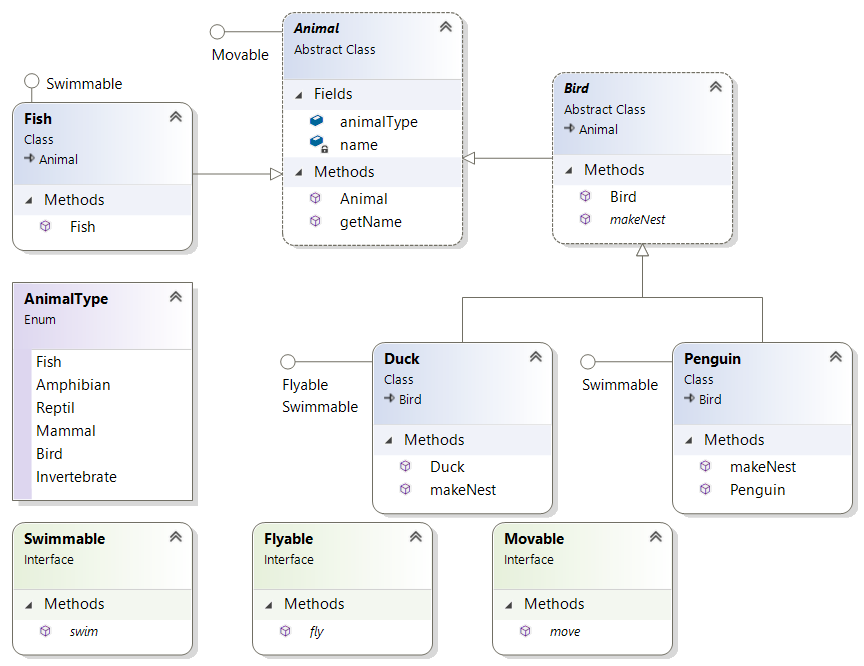 Movable
Animal
Abstract Class
Fields
animalType
name
Methods
Animal
getName
Swimmable
Fish
Class
Animal
Methods
Fish
Bird
Abstract Class
Animal
Methods
Bird
makeNest
AnimalType
Enum
Fish
Amphibian
Reptil
Mammal
Bird
Invertebrate
Flyable
Swimmable
Duck
Class
Bird
Methods
Duck
makeNest
Swimmable
Penguin
Class
Bird
Methods
makeNest
Penguin
Swimmable
Interface
Methods
swim
Flyable
Interface
Methods
fly
Movable
Interface
Methods
move